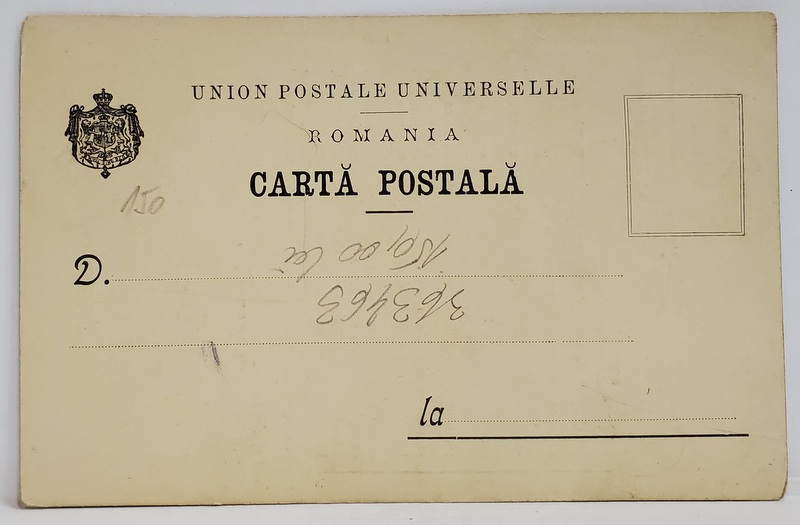 UNION POSTALE UNIVERSELLE
ROMANIA
CARTĂ POSTALĂ
150
150,00 lei
D.
363463
la